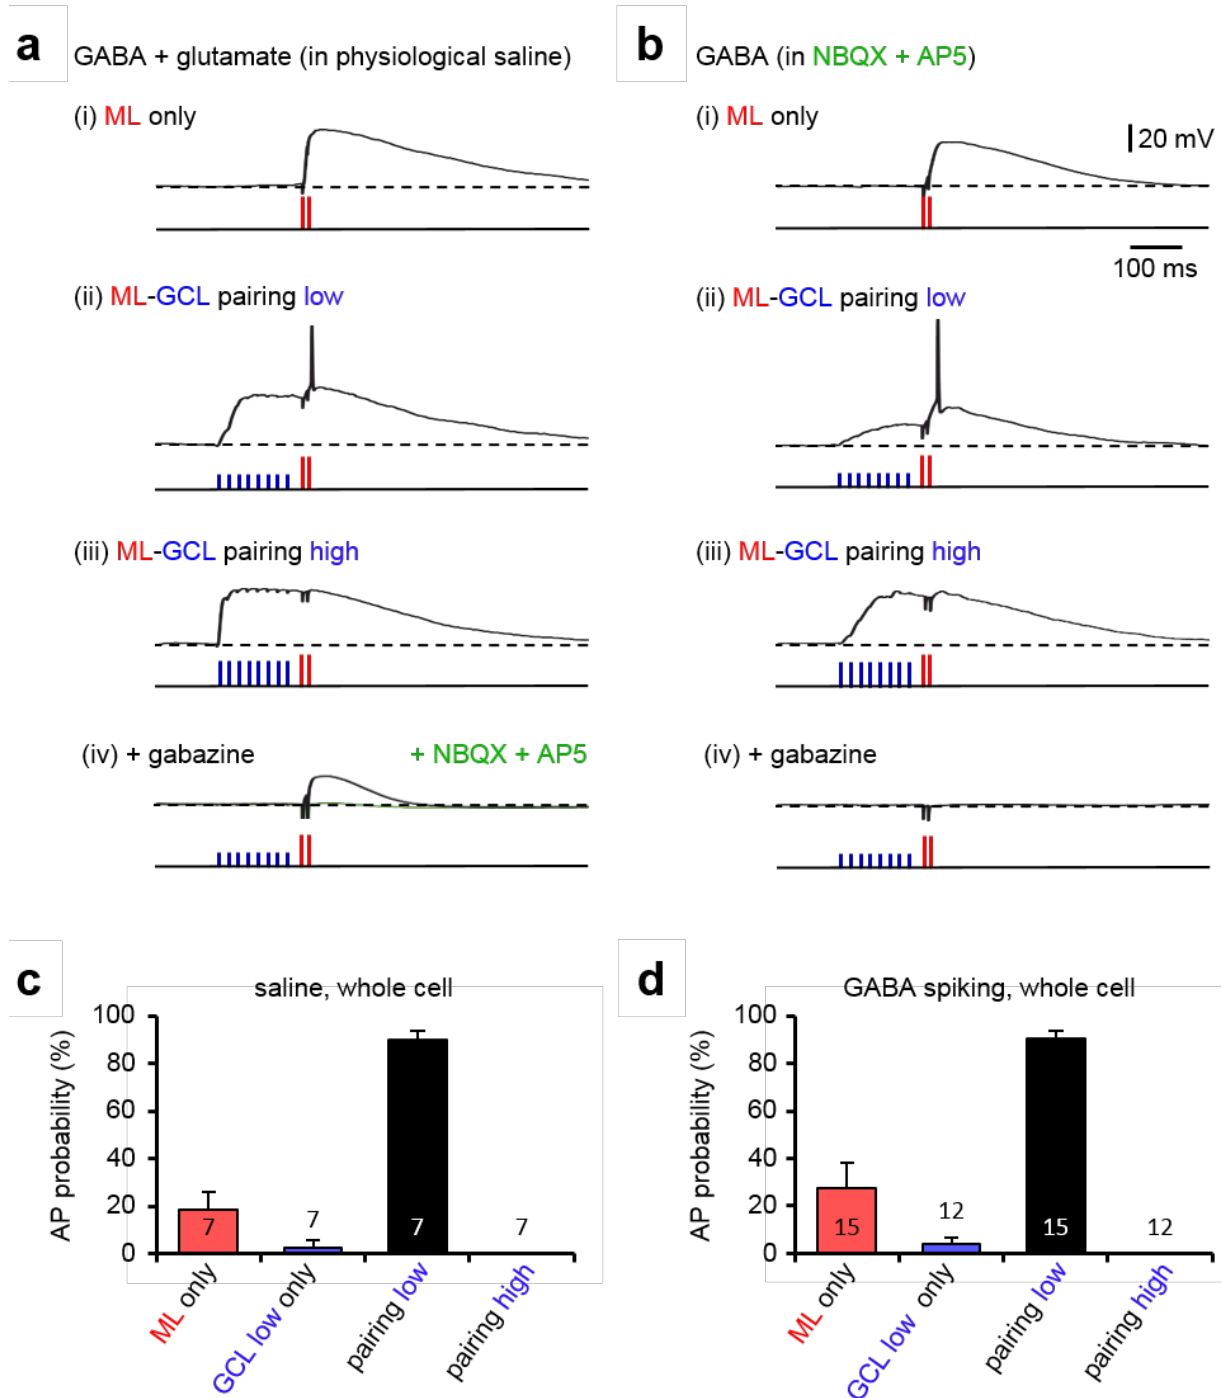 a
GABA + glutamate (in physiological saline)
(i) ML only
(ii) ML-GCL pairing low
(iii) ML-GCL pairing high
(iv) + gabazine + NBQX + AP5
b
GABA (in NBQX + AP5)
(i) ML only
20 mV
100 ms
(ii) ML-GCL pairing low
(iii) ML-GCL pairing high
(iv) + gabazine
c
saline, whole cell
AP probability (%)
100
80
60
40
20
0
7
7
7
7
ML only
GCL low only
pairing low
pairing high
d
GABA spiking, whole cell
AP probability (%)
100
80
60
40
20
0
15
12
15
12
ML only
GCL low only
pairing low
pairing high